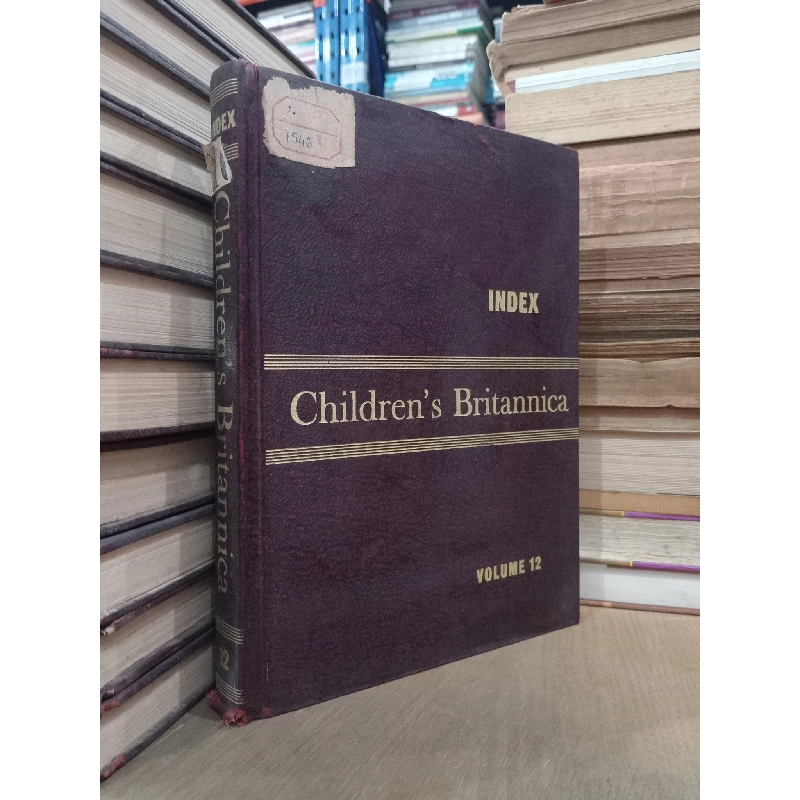 INDEX
Children's Britannica
12
1548
INDEX
Children's Britannica
VOLUME 12